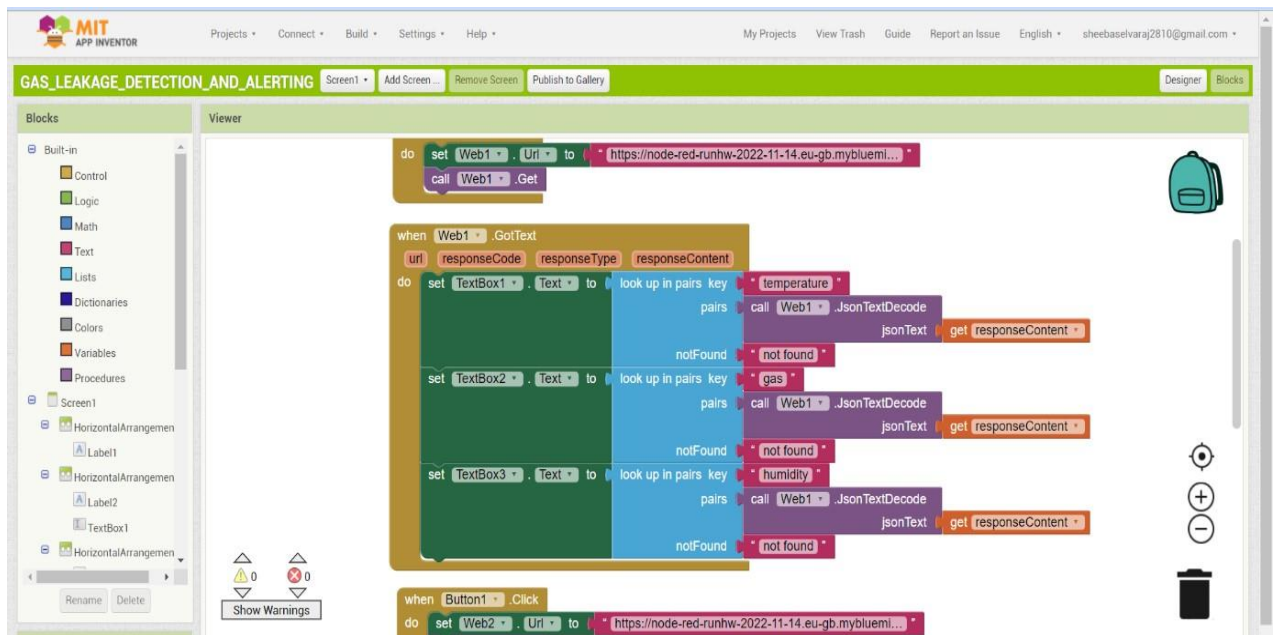 MIT
APP INVENTOR
Projects Connect Build Settings Help My Projects View Trash Guide Report an Issue English sheebaselvaraj2810@gmail.com
GAS_LEAKAGE_DETECTION_AND_ALERTING Screen1 Add Screen ... Remove Screen Publish to Gallery Designer Blocks
Blocks Viewer
Built-in
Control
Logic
Math
Text
Lists
Dictionaries
Colors
Variables
Procedures
Screen1
HorizontalArrangemen
Label1
HorizontalArrangemen
Label2
TextBox1
HorizontalArrangemen
Rename Delete
do set Web1 . Url to " https://node-red-runhw-2022-11-14.eu-gb.mybluemi... "
call Web1 .Get
when Web1 .GotText
url responseCode responseType responseContent
do set TextBox1 . Text to look up in pairs key " temperature "
pairs call Web1 .JsonTextDecode
jsonText get responseContent
notFound " not found "
set TextBox2 . Text to look up in pairs key " gas "
pairs call Web1 .JsonTextDecode
jsonText get responseContent
notFound " not found "
set TextBox3 . Text to look up in pairs key " humidity "
pairs call Web1 .JsonTextDecode
jsonText get responseContent
notFound " not found "
when Button1 .Click
do set Web2 . Url to " https://node-red-runhw-2022-11-14.eu-gb.mybluemi... "
0 0
Show Warnings